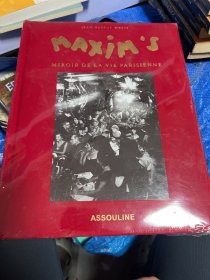 MAXIM'S
MIROIR DE LA VIE PARISIENNE
ASSOULINE